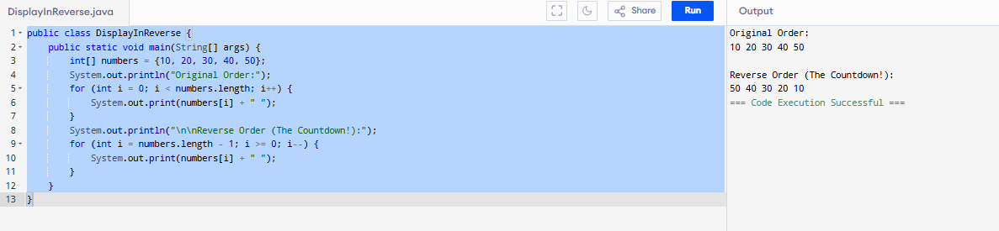 DisplayInReverse.java
Share
Run
Output
1 public class DisplayInReverse {
2     public static void main(String[] args) {
3         int[] numbers = {10, 20, 30, 40, 50};
4         System.out.println("Original Order:");
5         for (int i = 0; i < numbers.length; i++) {
6             System.out.print(numbers[i] + " ");
7         }
8         System.out.println("\n\nReverse Order (The Countdown!):");
9         for (int i = numbers.length - 1; i >= 0; i--) {
10             System.out.print(numbers[i] + " ");
11         }
12     }
13 }
Original Order:
10 20 30 40 50

Reverse Order (The Countdown!):
50 40 30 20 10
=== Code Execution Successful ===